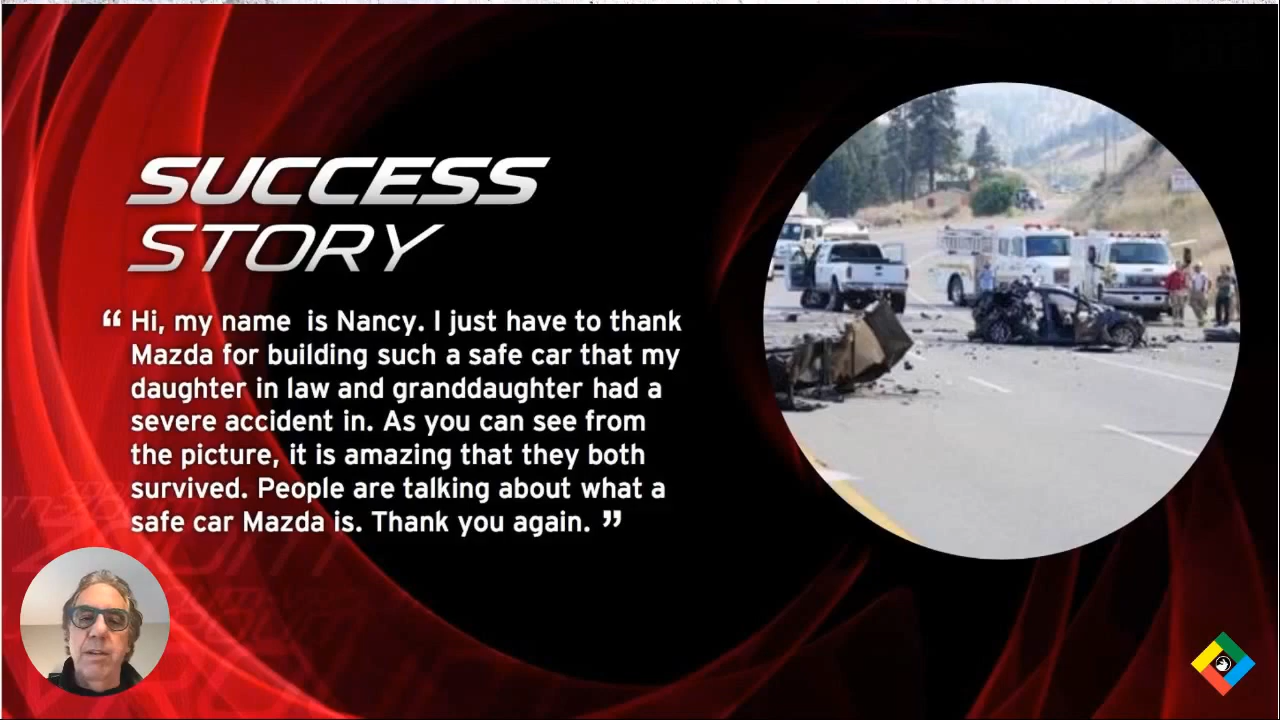 SUCCESS
STORY
“ Hi, my name is Nancy. I just have to thank
Mazda for building such a safe car that my
daughter in law and granddaughter had a
severe accident in. As you can see from
the picture, it is amazing that they both
survived. People are talking about what a
safe car Mazda is. Thank you again. ”